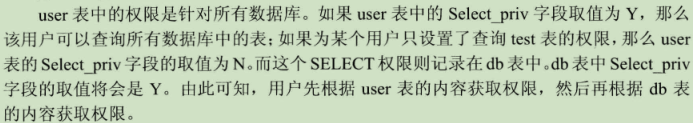 user 表中的权限是针对所有数据库。如果 user 表中的 Select_priv 字段取值为 Y，那么
该用户可以查询所有数据库中的表；如果为某个用户只设置了查询 test 表的权限，那么 user
表的 Select_priv 字段的取值为 N。而这个 SELECT 权限则记录在 db 表中。db 表中 Select_priv
字段的取值将会是 Y。由此可知，用户先根据 user 表的内容获取权限，然后再根据 db 表
的内容获取权限。